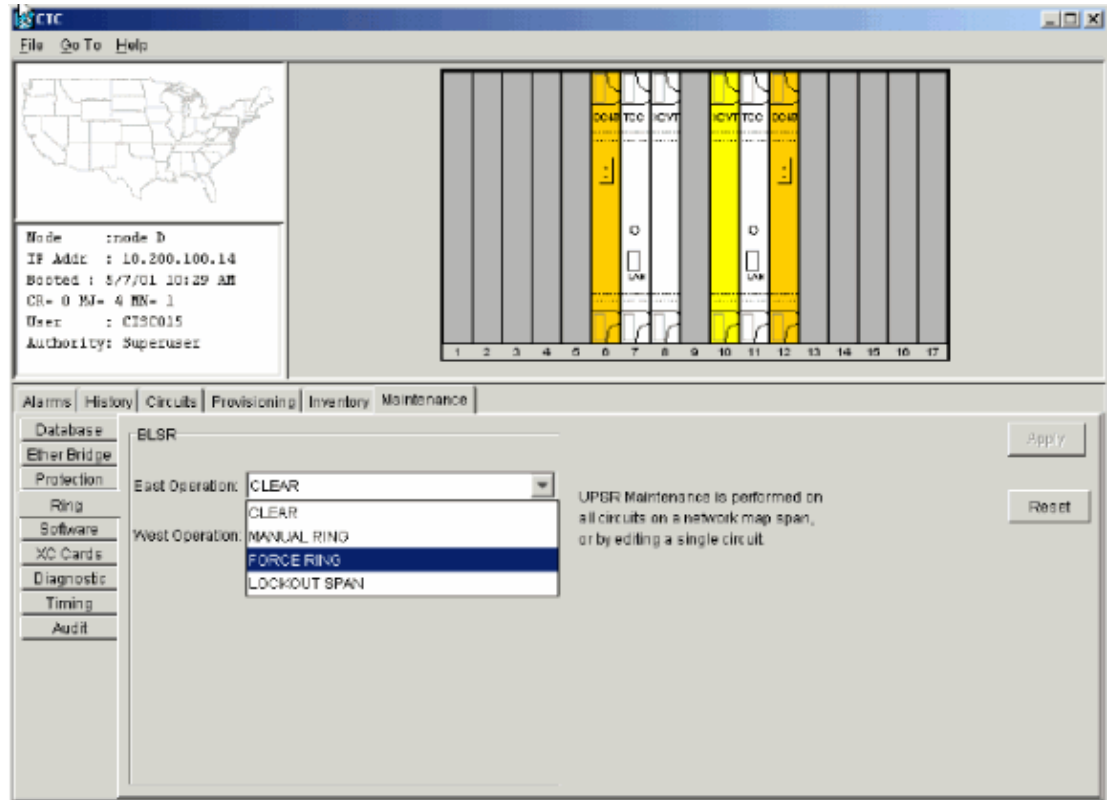 CTC
File Go To Help
OC48 TCC XCVT XCVT TCC OC48
LAN LAN
1 2 3 4 5 6 7 8 9 10 11 12 13 14 15 16 17
Node :node D
IP Addr : 10.200.100.14
Booted : 5/7/01 10:29 AM
CR- 0 MJ- 4 MN- 1
User : CISCO15
Authority: Superuser
Alarms History Circuits Provisioning Inventory Maintenance
Database
Ether Bridge
Protection
Ring
Software
XC Cards
Diagnostic
Timing
Audit
BLSR
East Operation: CLEAR
CLEAR
West Operation: MANUAL RING
FORCE RING
LOCKOUT SPAN
UPSR Maintenance is performed on
all circuits on a network map span,
or by editing a single circuit.
Apply
Reset